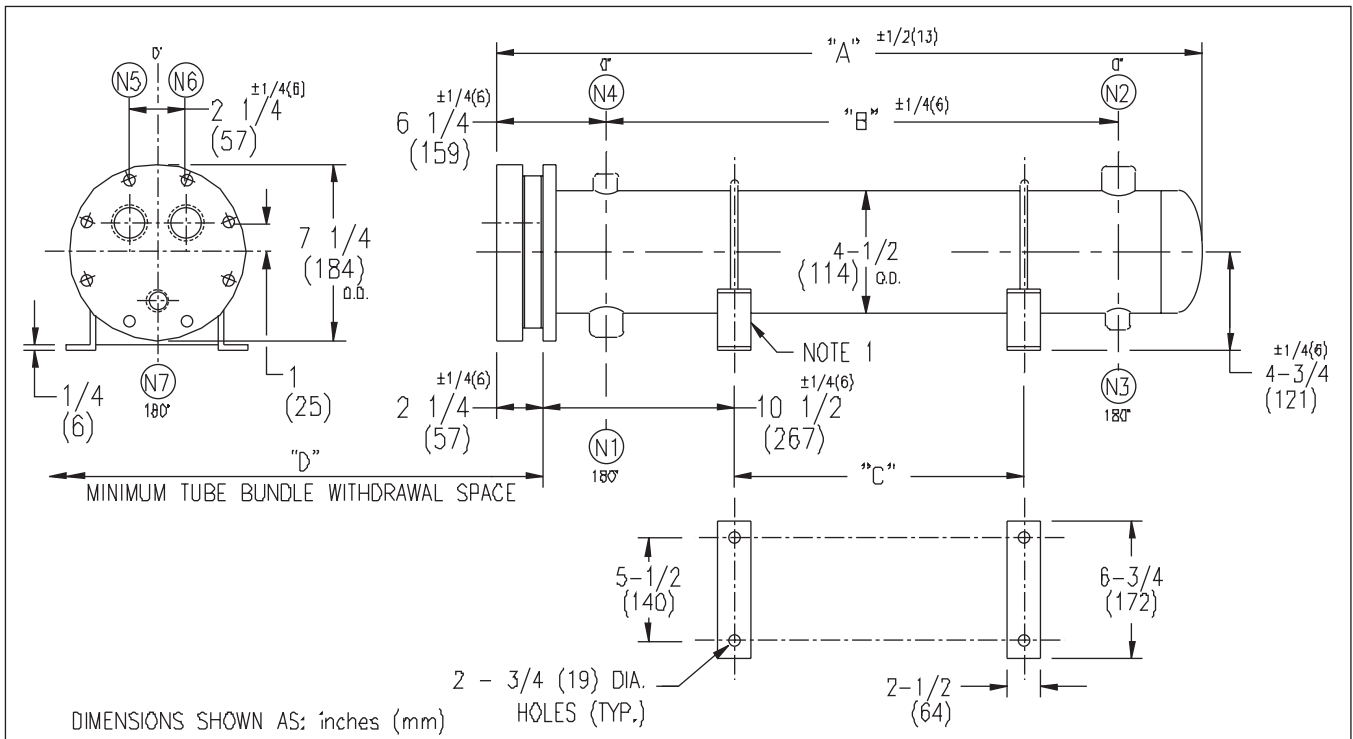 0°
N5
N6
±1/4(6)
2 1/4
(57)
7 1/4
(184)
O.D.
1/4
(6)
N7
180°
1
(25)
"D"
MINIMUM TUBE BUNDLE WITHDRAWAL SPACE
"A" ±1/2(13)
0°
N4
0°
N2
±1/4(6)
6 1/4
(159)
"B" ±1/4(6)
4-1/2
(114) O.D.
NOTE 1
±1/4(6)
2 1/4
(57)
±1/4(6)
10 1/2
(267)
N1
180°
±1/4(6)
4-3/4
(121)
N3
180°
"C"
5-1/2
(140)
6-3/4
(172)
2 - 3/4 (19) DIA.
HOLES (TYP.)
2-1/2
(64)
DIMENSIONS SHOWN AS: inches (mm)